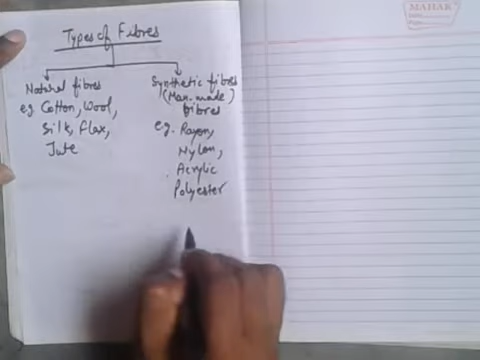 MAHAR
Types of Fibres
Natural fibres
eg. Cotton, Wool,
Silk, Flax,
Jute
Synthetic fibres
(Man.made)
fibres
eg. Rayon,
Nylon,
Acrylic
Polyester